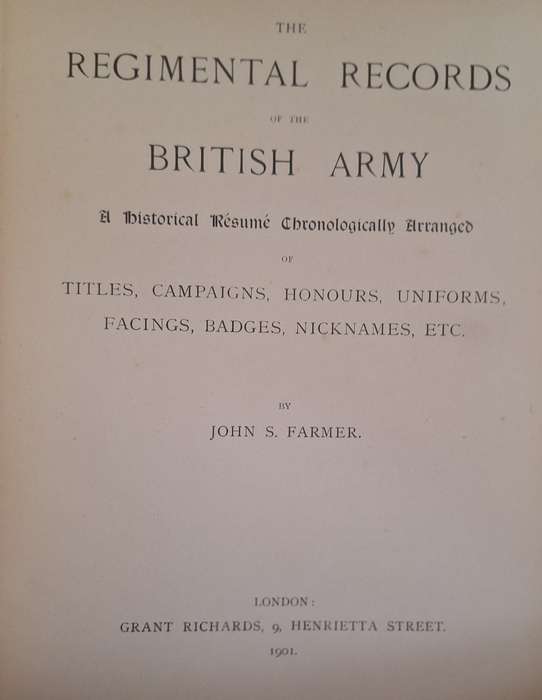 THE
REGIMENTAL RECORDS
OF THE
BRITISH ARMY
A Historical Résumé Chronologically Arranged
OF
TITLES, CAMPAIGNS, HONOURS, UNIFORMS,
FACINGS, BADGES, NICKNAMES, ETC.
BY
JOHN S. FARMER.
LONDON:
GRANT RICHARDS, 9, HENRIETTA STREET.
1901.